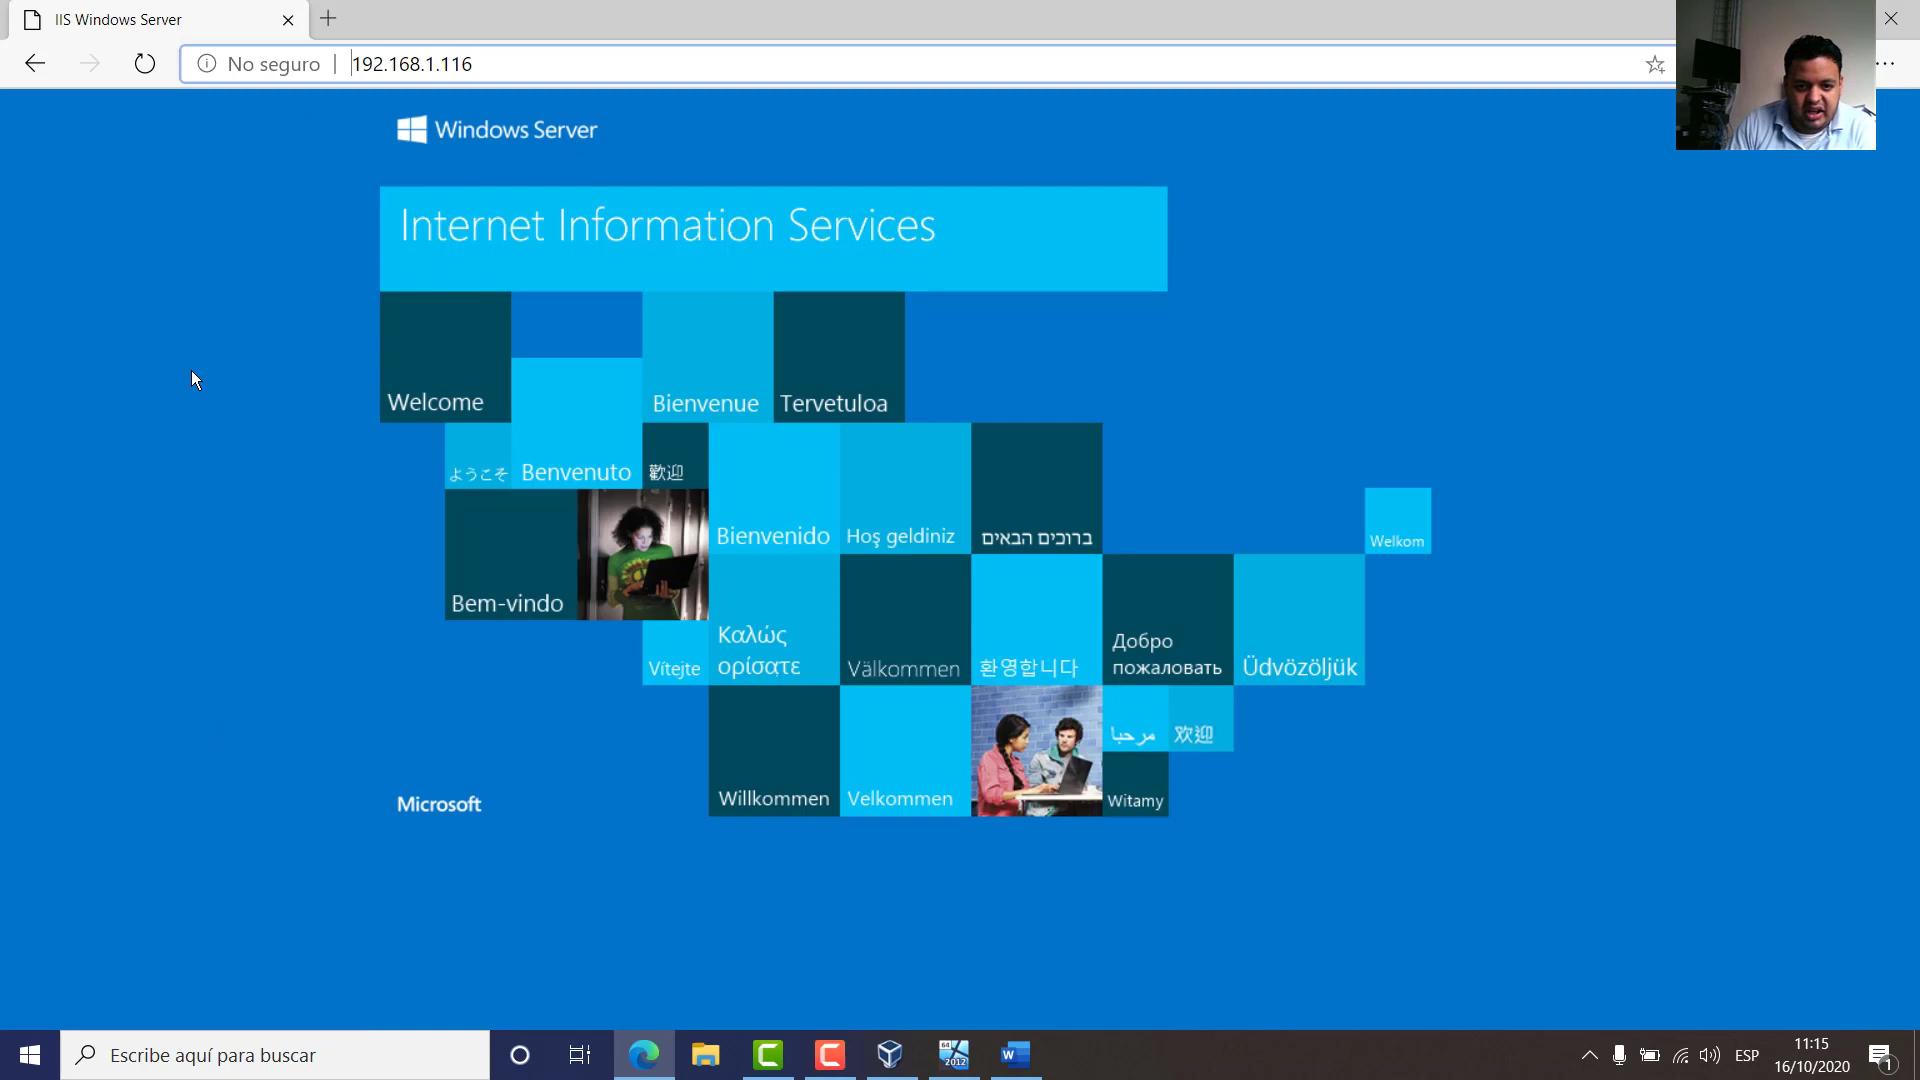 IIS Windows Server
No seguro | 192.168.1.116
Windows Server
Internet Information Services
Welcome
Bienvenue
Tervetuloa
ようこそ
Benvenuto
歡迎
Bienvenido
Hoş geldiniz
ברוכים הבאים
Welkom
Bem-vindo
Καλώς
ορίσατε
Vítejte
Välkommen
환영합니다
Добро
пожаловать
Üdvözöljük
مرحبا
欢迎
Willkommen
Velkommen
Witamy
Microsoft
Escribe aquí para buscar
64
2012
ESP
11:15
16/10/2020
1